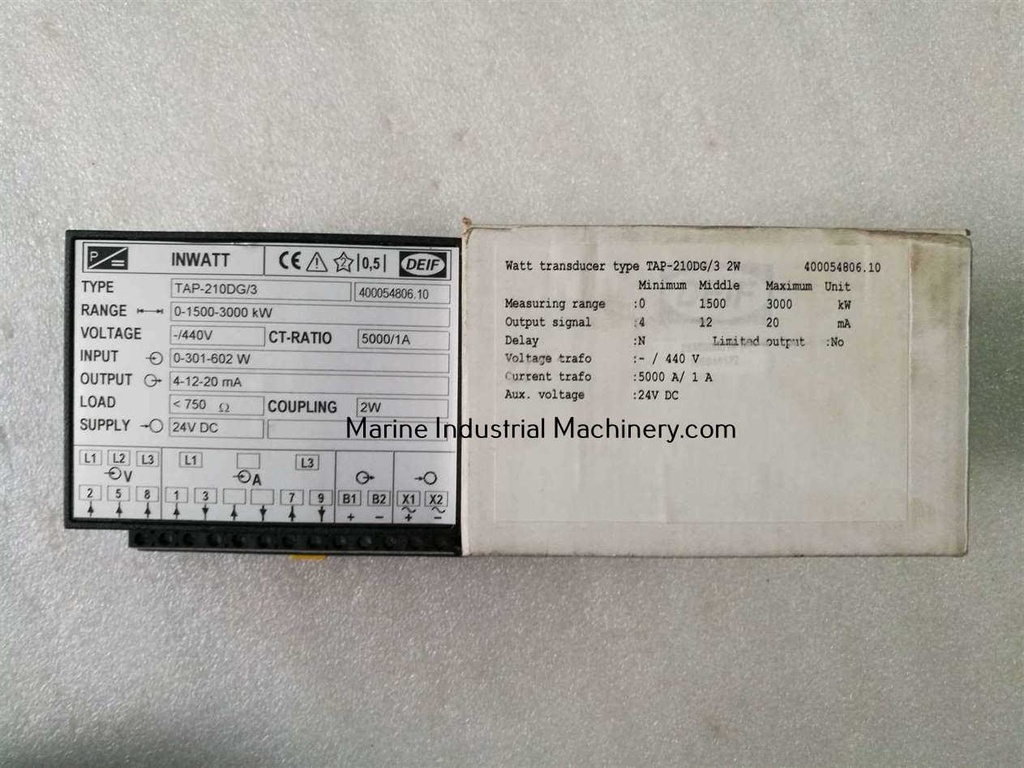 P INWATT CE 0,5 DEIF
TYPE TAP-210DG/3 400054806.10
RANGE 0-1500-3000 kW
VOLTAGE -/440V CT-RATIO 5000/1A
INPUT 0-301-602 W
OUTPUT 4-12-20 mA
LOAD < 750 Ω COUPLING 2W
SUPPLY 24V DC
L1 L2 L3 L1 L3
V A
2 5 8 1 3 7 9 B1 B2 X1 X2
+ − + −
Watt transducer type TAP-210DG/3 2W 400054806.10
Minimum Middle Maximum Unit
Measuring range :0 1500 3000 kW
Output signal :4 12 20 mA
Delay :N Limited output :No
Voltage trafo :- / 440 V
Current trafo :5000 A/ 1 A
Aux. voltage :24V DC
Marine Industrial Machinery.com